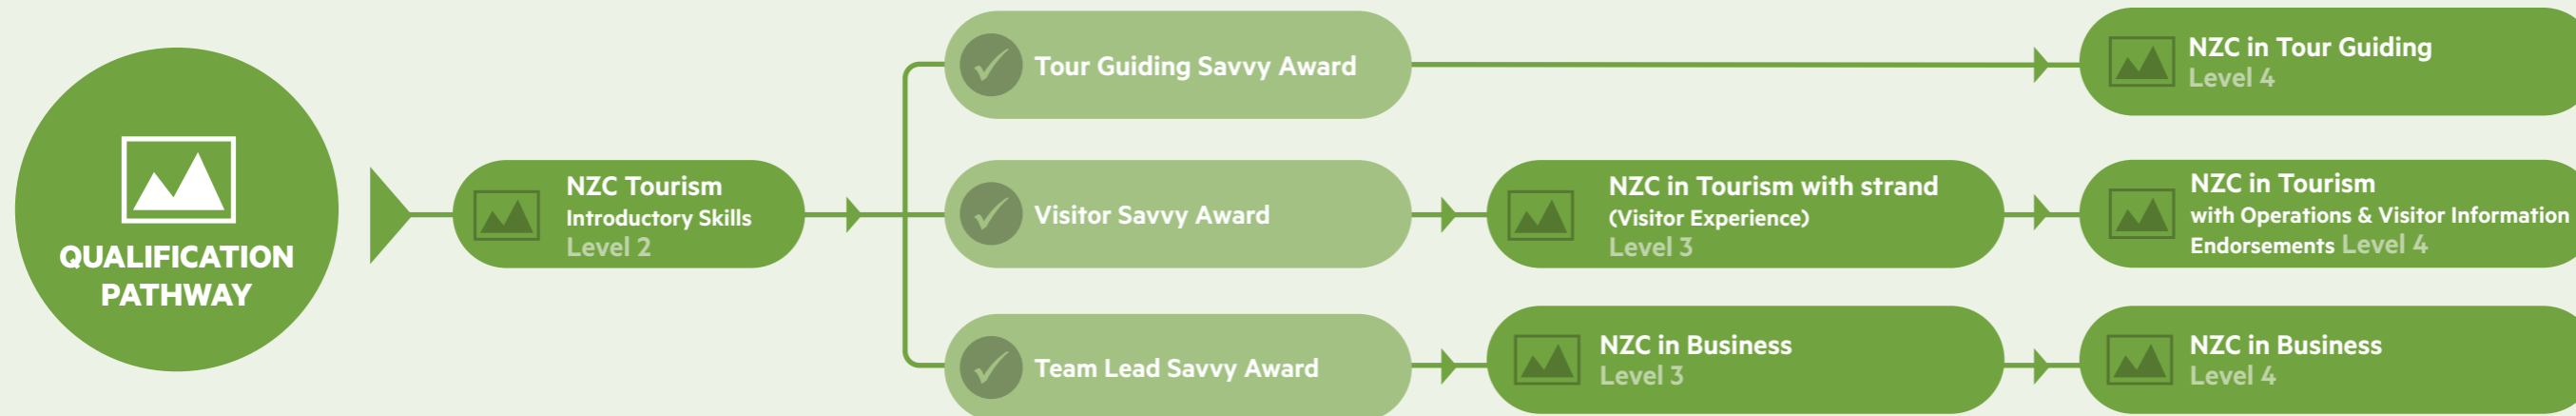 QUALIFICATION
PATHWAY
NZC Tourism
Introductory Skills
Level 2
Tour Guiding Savvy Award
NZC in Tour Guiding
Level 4
Visitor Savvy Award
NZC in Tourism with strand
(Visitor Experience)
Level 3
NZC in Tourism
with Operations & Visitor Information
Endorsements Level 4
Team Lead Savvy Award
NZC in Business
Level 3
NZC in Business
Level 4